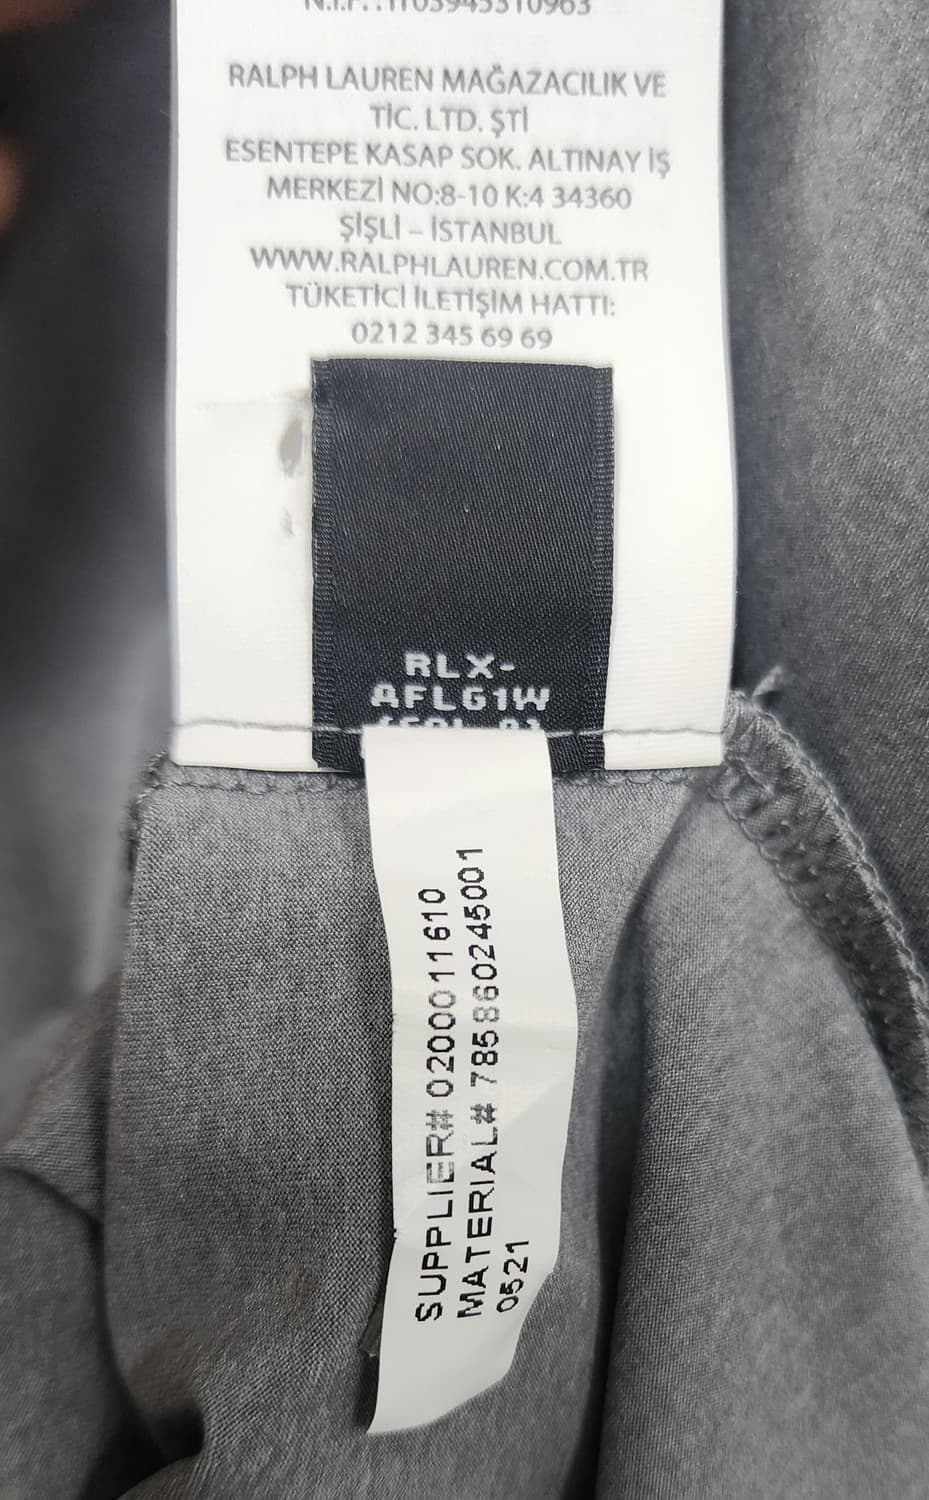 N.I.F.:IT03945310963
RALPH LAUREN MAĞAZACILIK VE
TİC. LTD. ŞTİ
ESENTEPE KASAP SOK. ALTINAY İŞ
MERKEZİ NO:8-10 K:4 34360
ŞİŞLİ – İSTANBUL
WWW.RALPHLAUREN.COM.TR
TÜKETİCİ İLETİŞİM HATTI:
0212 345 69 69
RLX-
AFLG1W
SUPPLIER# 0200011610
MATERIAL# 785860245001
0521